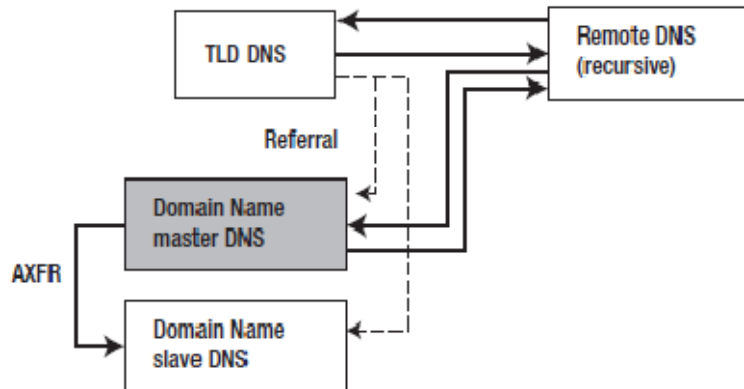 TLD DNS
Remote DNS
(recursive)
Referral
Domain Name
master DNS
AXFR
Domain Name
slave DNS